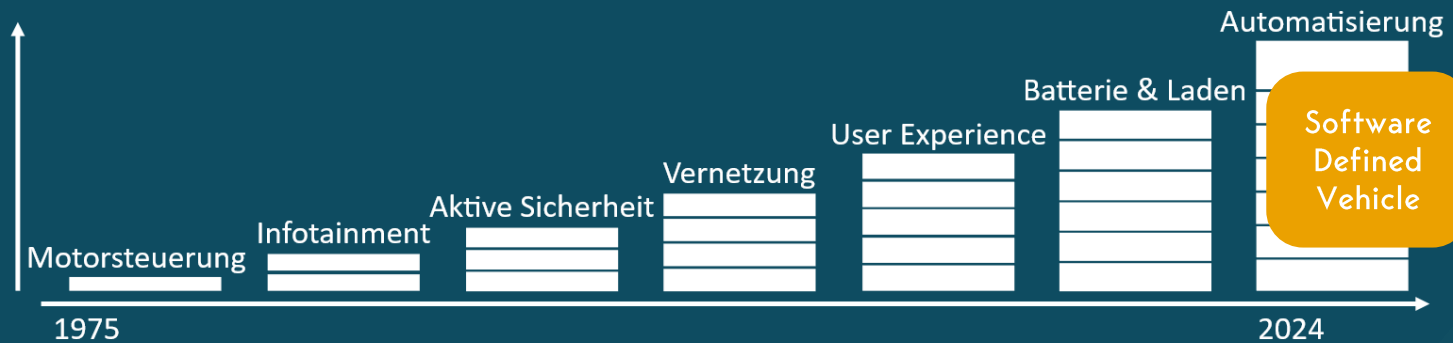 Automatisierung
Batterie & Laden
User Experience
Vernetzung
Aktive Sicherheit
Infotainment
Motorsteuerung
Software
Defined
Vehicle
1975
2024